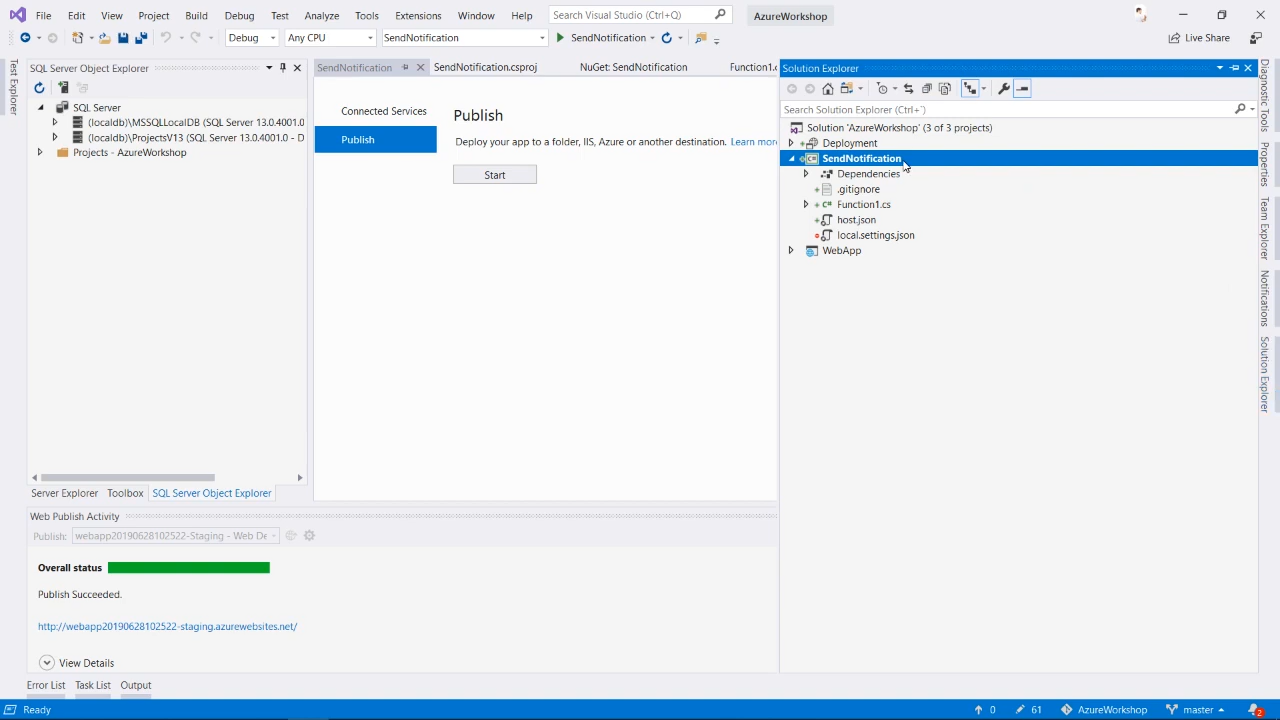 File Edit View Project Build Debug Test Analyze Tools Extensions Window Help Search Visual Studio (Ctrl+Q) AzureWorkshop
Debug Any CPU SendNotification SendNotification Live Share
Test Explorer
SQL Server Object Explorer
SQL Server
(localdb)\MSSQLLocalDB (SQL Server 13.0.4001.0
(localdb)\ProjectsV13 (SQL Server 13.0.4001.0 - D
Projects - AzureWorkshop
Server Explorer Toolbox SQL Server Object Explorer
SendNotification SendNotification.csproj NuGet: SendNotification Function1.c
Connected Services
Publish
Publish
Deploy your app to a folder, IIS, Azure or another destination. Learn more
Start
Solution Explorer
Search Solution Explorer (Ctrl+`)
Solution 'AzureWorkshop' (3 of 3 projects)
Deployment
SendNotification
Dependencies
.gitignore
Function1.cs
host.json
local.settings.json
WebApp
Diagnostic Tools
Properties
Team Explorer
Notifications
Solution Explorer
Web Publish Activity
Publish: webapp20190628102522-Staging - Web De
Overall status
Publish Succeeded.
http://webapp20190628102522-staging.azurewebsites.net/
View Details
Error List Task List Output
Ready 0 61 AzureWorkshop master 2